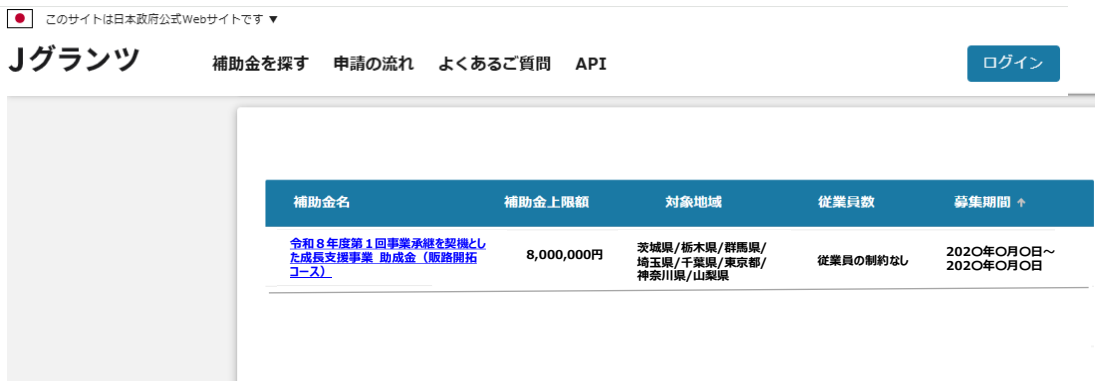 このサイトは日本政府公式Webサイトです ▼
Jグランツ 補助金を探す 申請の流れ よくあるご質問 API ログイン
補助金名 補助金上限額 対象地域 従業員数 募集期間 ↑
令和８年度第１回事業承継を契機とし
た成長支援事業 助成金（販路開拓
コース）
8,000,000円
茨城県/栃木県/群馬県/
埼玉県/千葉県/東京都/
神奈川県/山梨県
従業員の制約なし
202〇年〇月〇日～
202〇年〇月〇日